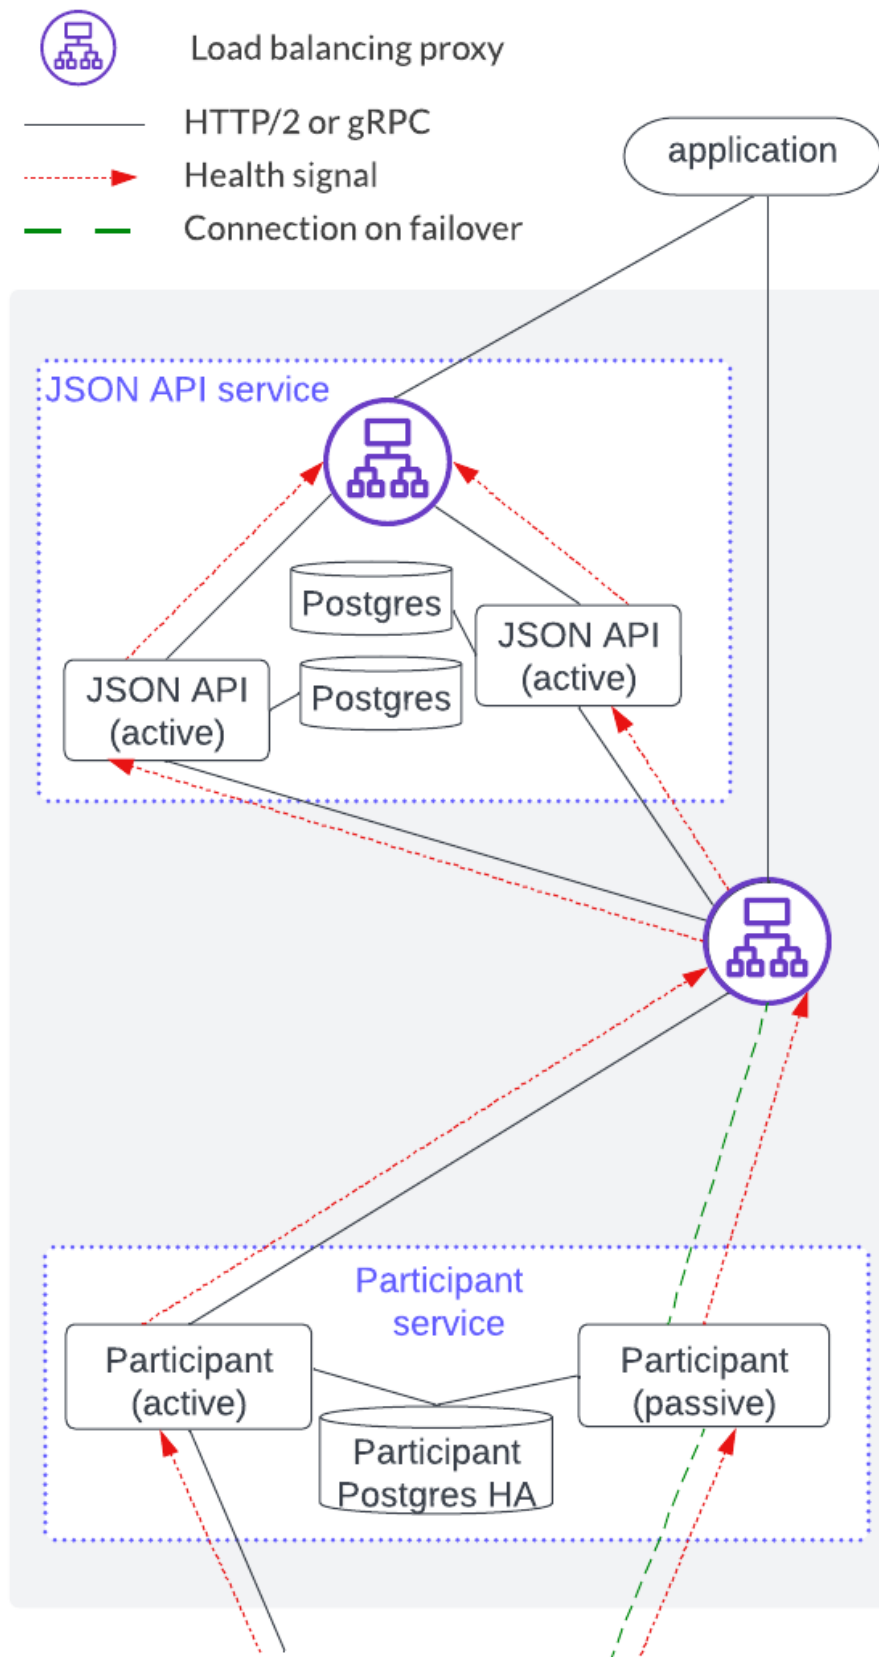 Load balancing proxy
HTTP/2 or gRPC
Health signal
Connection on failover
application
JSON API service
Postgres
JSON API
(active)
JSON API
(active)
Postgres
Participant
service
Participant
(active)
Participant
(passive)
Participant
Postgres HA